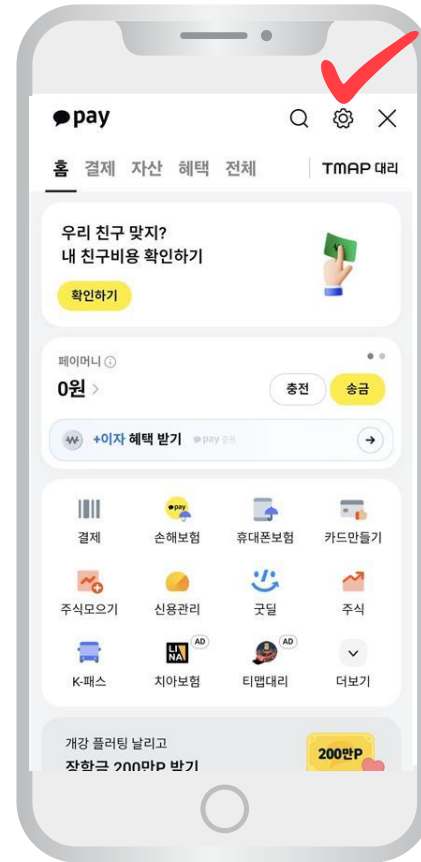 pay
홈 결제 자산 혜택 전체 TMAP 대리
우리 친구 맞지?
내 친구비용 확인하기
확인하기
페이머니
0원
충전 송금
+이자 혜택 받기 pay 증권
결제 손해보험 휴대폰보험 카드만들기
주식모으기 신용관리 굿딜 주식
K-패스 치아보험 티맵대리 더보기
pay
LI
NA
AD
AD
개강 플러팅 날리고
장학금 200만P 받기
200만P